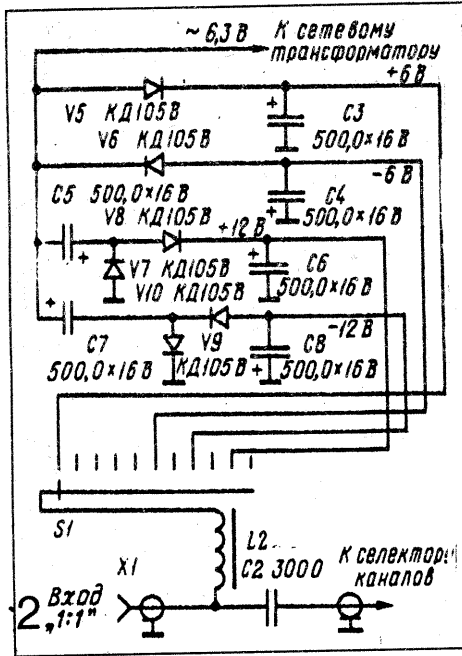 ~ 6,3 В
К сетевому
трансформатору
+6 В
V5 КД105В
V6 КД105В
+
C3
500,0×16 В
-6 В
C5 500,0×16 В
V8 КД105В
+12 В
C4
+
500,0×16 В
+
V7 КД105В
V10 КД105В
+
C6
500,0×16 В
+
-12 В
C7
V9
C8
500,0×16 В
КД105В
+
500,0×16 В
S1
L2
X1
C2 3000
К селектору
каналов
2
Вход
„1:1"